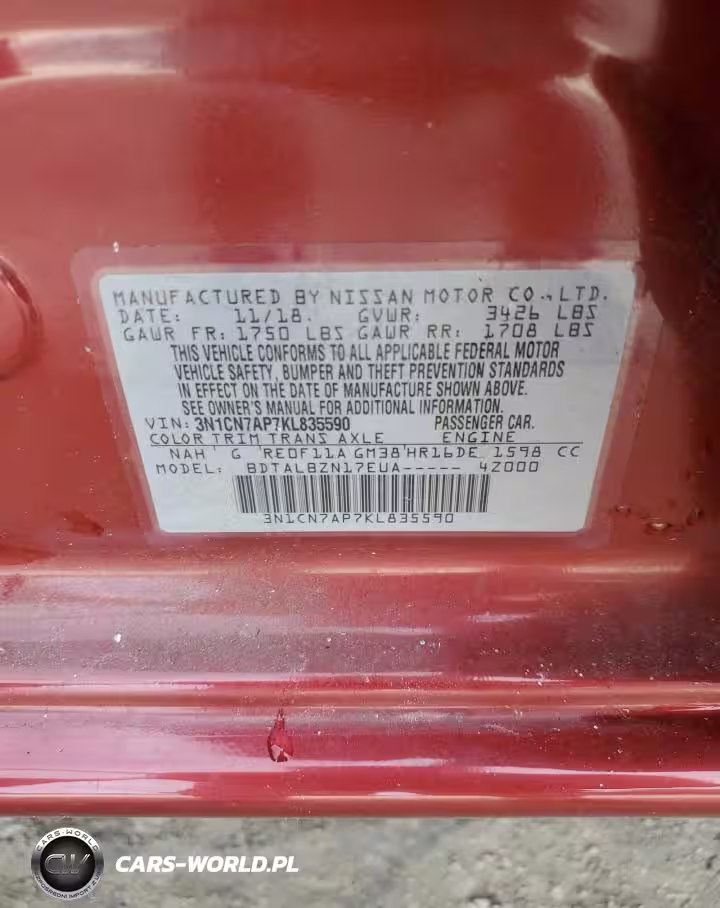 MANUFACTURED BY NISSAN MOTOR CO., LTD.
DATE: 11/18. GVWR: 3426 LBS
GAWR FR: 1750 LBS GAWR RR: 1708 LBS
THIS VEHICLE CONFORMS TO ALL APPLICABLE FEDERAL MOTOR
VEHICLE SAFETY, BUMPER AND THEFT PREVENTION STANDARDS
IN EFFECT ON THE DATE OF MANUFACTURE SHOWN ABOVE.
SEE OWNER'S MANUAL FOR ADDITIONAL INFORMATION.
VIN: 3N1CN7AP7KL835590 PASSENGER CAR.
COLOR TRIM TRANS AXLE ENGINE
NAH G RE0F11A GM38 HR16DE 1598 CC
MODEL: BDTALBZN17EUA----- 4Z000
3N1CN7AP7KL835590
CARS-WORLD
CW
CARS-WORLD.PL